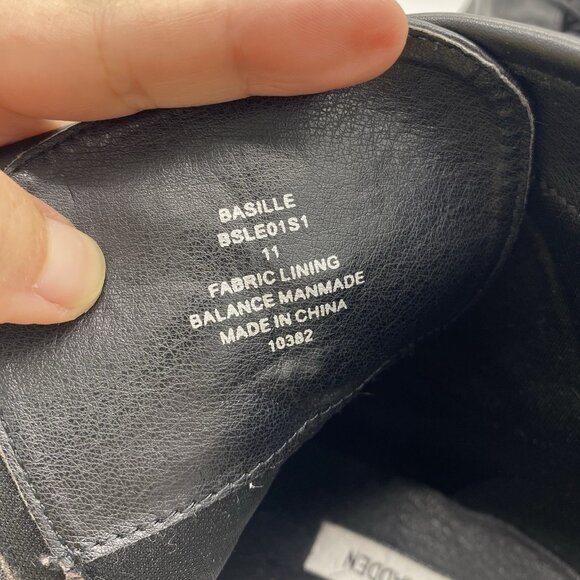 BASILLE
BSLE01S1
11
FABRIC LINING
BALANCE MANMADE
MADE IN CHINA
10382